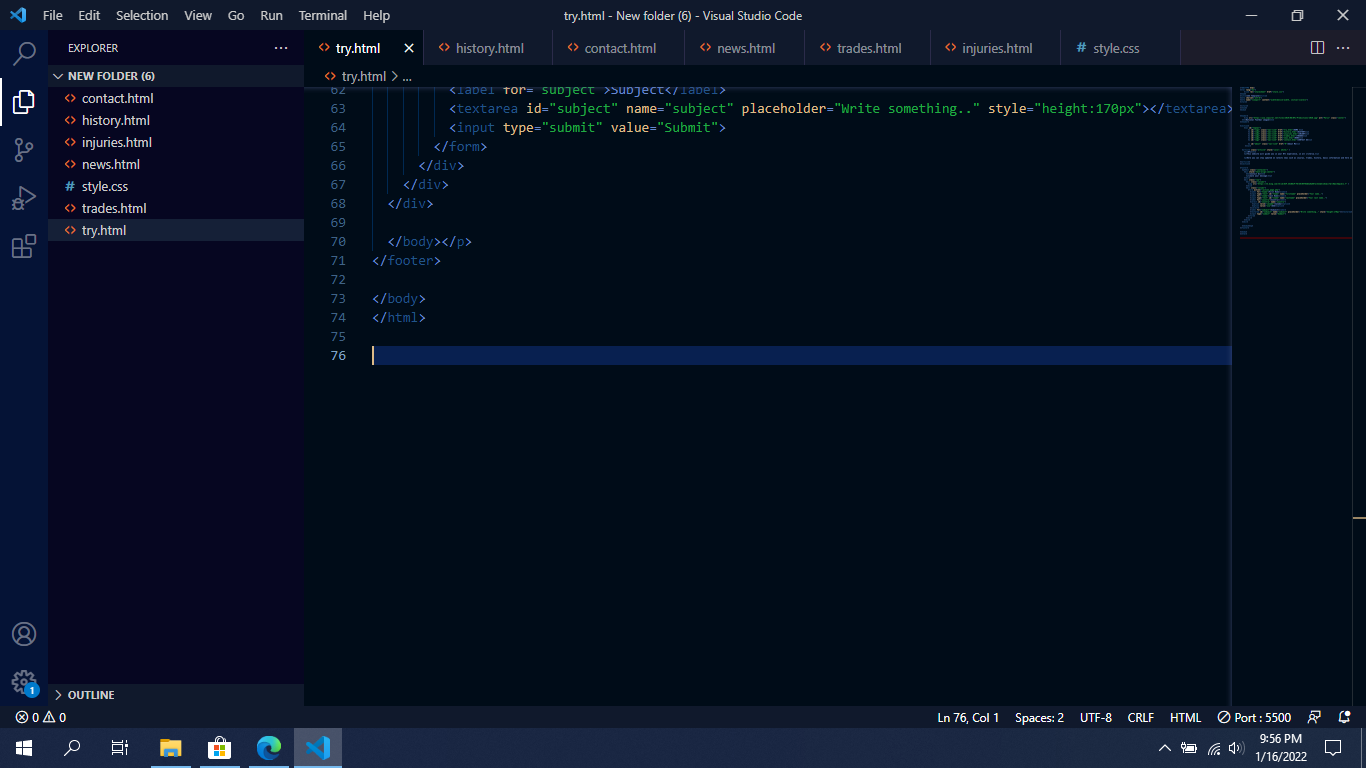 File Edit Selection View Go Run Terminal Help
try.html - New folder (6) - Visual Studio Code
EXPLORER
NEW FOLDER (6)
contact.html
history.html
injuries.html
news.html
# style.css
trades.html
try.html
OUTLINE
try.html history.html contact.html news.html trades.html injuries.html # style.css
try.html > ...
62 <label for="subject">Subject</label>
63 <textarea id="subject" name="subject" placeholder="Write something.." style="height:170px"></textarea>
64 <input type="submit" value="Submit">
65 </form>
66 </div>
67 </div>
68 </div>
69
70 </body></p>
71 </footer>
72
73 </body>
74 </html>
75
76
1
0 0
Ln 76, Col 1 Spaces: 2 UTF-8 CRLF HTML Port : 5500
9:56 PM
1/16/2022